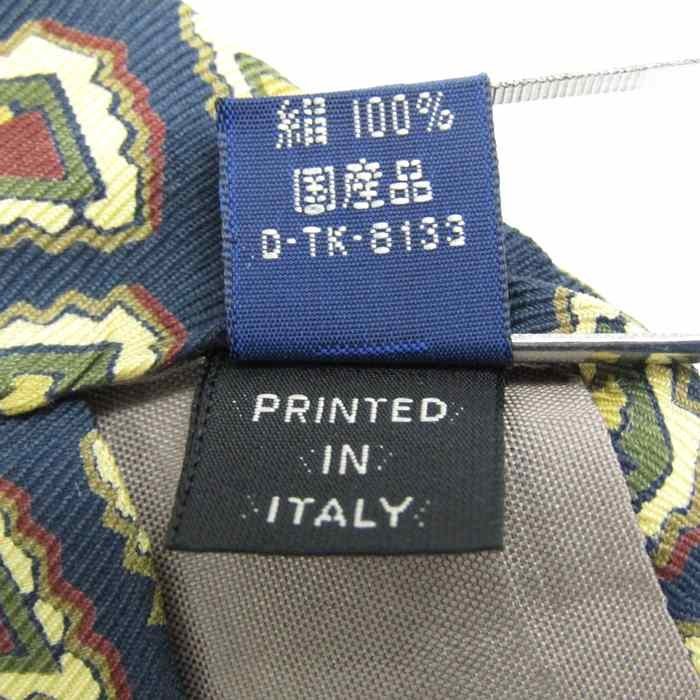 絹 100%
国産品
D-TK-8133
PRINTED
IN
ITALY